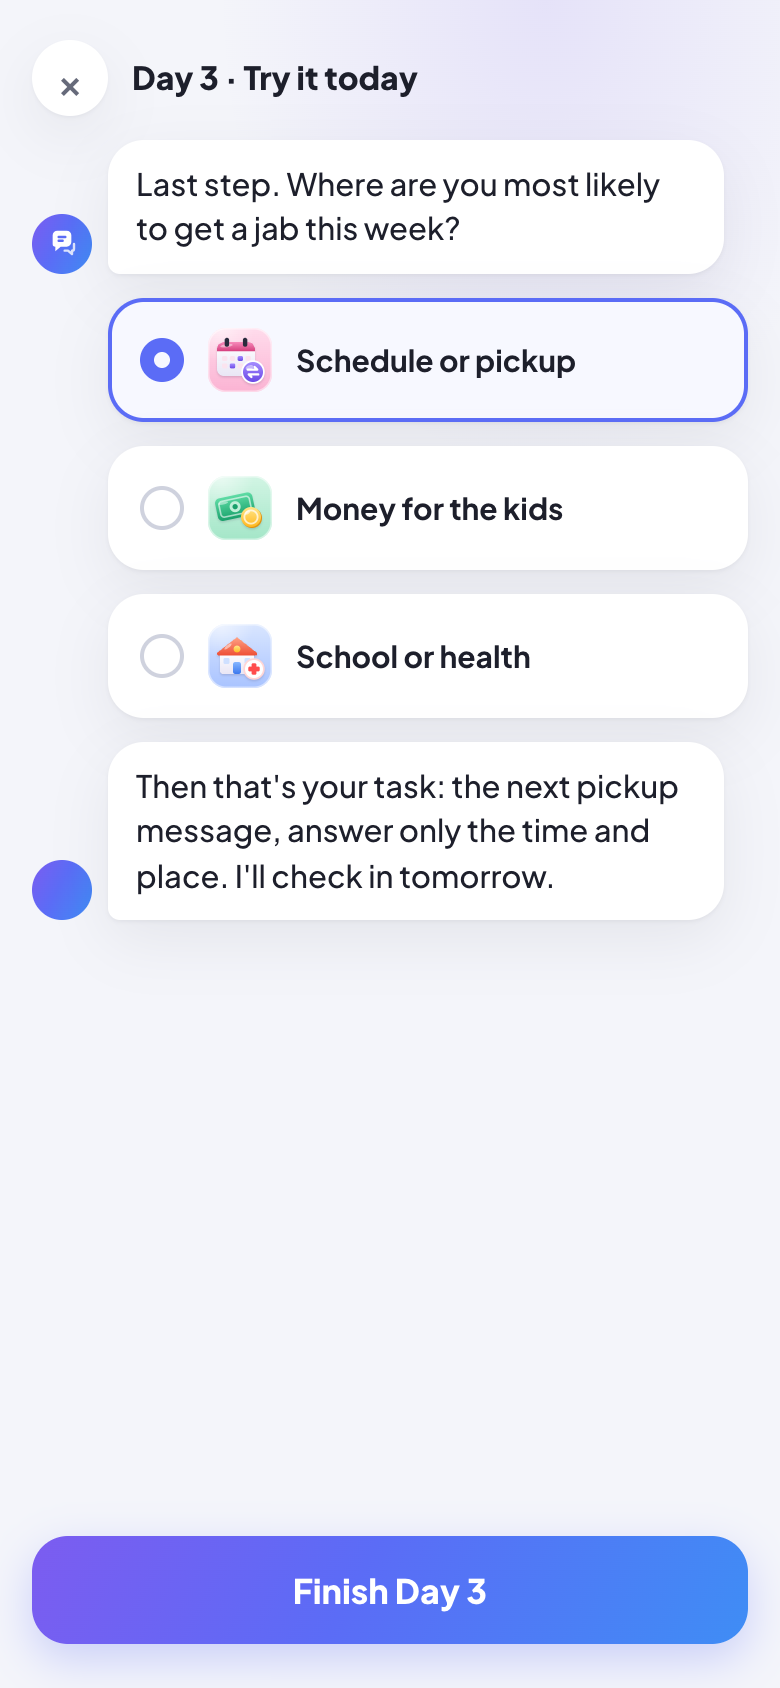 Day 3 · Try it today
Last step. Where are you most likely
to get a jab this week?
Schedule or pickup
Money for the kids
School or health
Then that's your task: the next pickup
message, answer only the time and
place. I'll check in tomorrow.
Finish Day 3